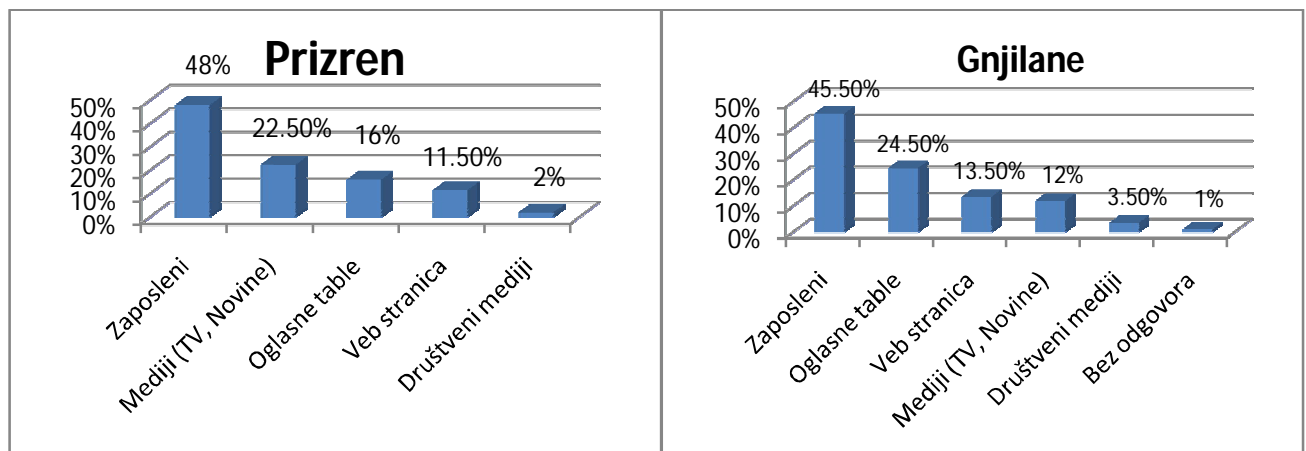 Prizren
48%
22.50%
16%
11.50%
2%
50%
40%
30%
20%
10%
0%
Zaposleni
Mediji (TV, Novine)
Oglasne table
Veb stranica
Društveni mediji
Gnjilane
45.50%
24.50%
13.50%
12%
3.50%
1%
50%
40%
30%
20%
10%
0%
Zaposleni
Oglasne table
Veb stranica
Mediji (TV, Novine)
Društveni mediji
Bez odgovora